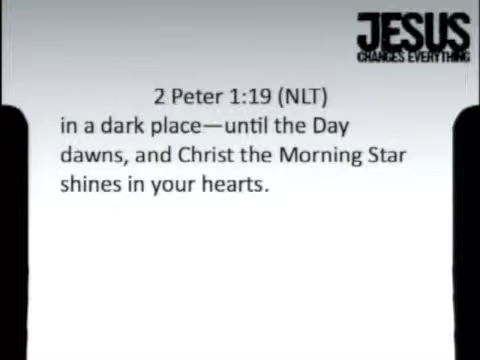 JESUS
CHANGES EVERYTHING
2 Peter 1:19 (NLT)
in a dark place—until the Day
dawns, and Christ the Morning Star
shines in your hearts.